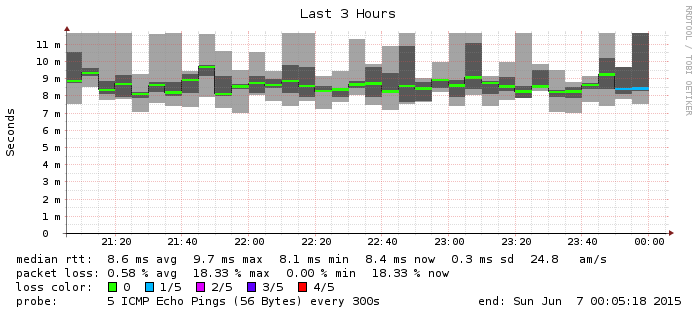 Last 3 Hours
RRDTOOL / TOBI OETIKER
Seconds
11 m
10 m
9 m
8 m
7 m
6 m
5 m
4 m
3 m
2 m
1 m
0
21:20 21:40 22:00 22:20 22:40 23:00 23:20 23:40 00:00
median rtt: 8.6 ms avg 9.7 ms max 8.1 ms min 8.4 ms now 0.3 ms sd 24.8 am/s
packet loss: 0.58 % avg 18.33 % max 0.00 % min 18.33 % now
loss color: 0 1/5 2/5 3/5 4/5
probe: 5 ICMP Echo Pings (56 Bytes) every 300s end: Sun Jun 7 00:05:18 2015